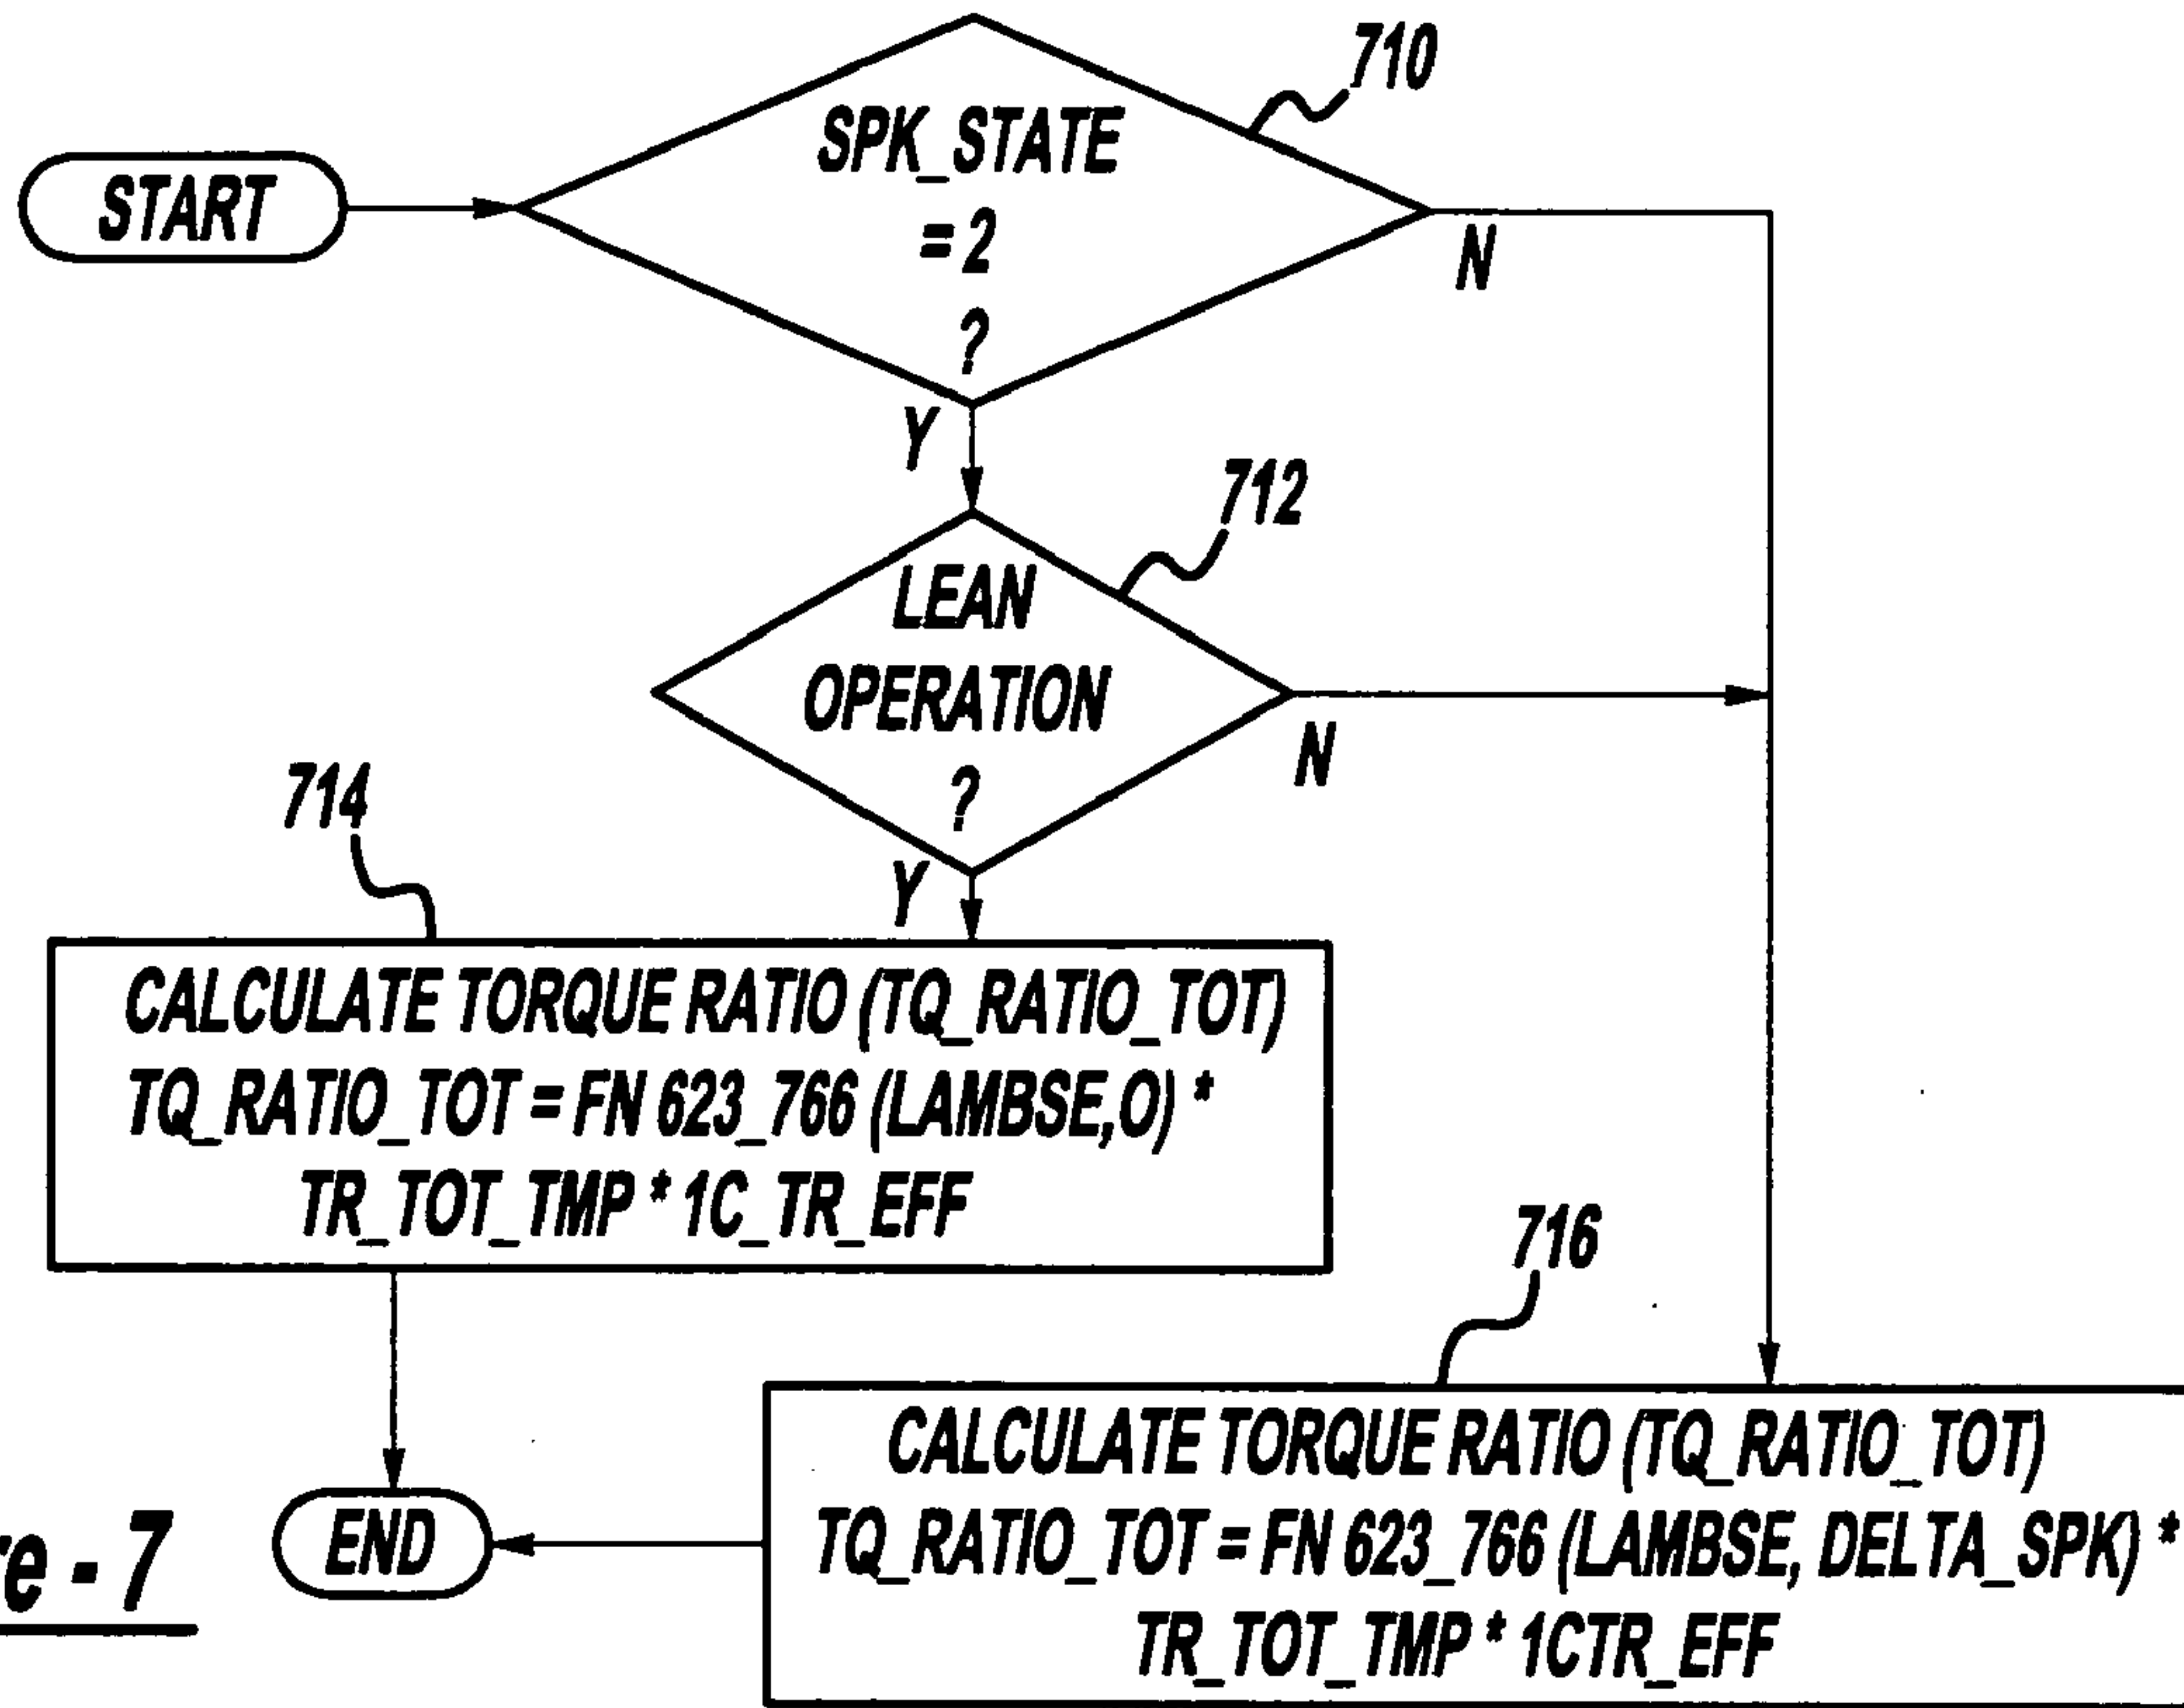 710
SPK_STATE
= 2
?
START
N
Y
712
LEAN
OPERATION
?
N
714
Y
CALCULATE TORQUE RATIO (TQ_RATIO_TOT)
TQ_RATIO_TOT = FN 623_766 (LAMBSE,O) *
TR_TOT_TMP * 1C_TR_EFF
716
CALCULATE TORQUE RATIO (TQ_RATIO_TOT)
TQ_RATIO_TOT = FN 623_766 (LAMBSE, DELTA_SPK) *
TR_TOT_TMP * 1CTR_EFF
END
re - 7